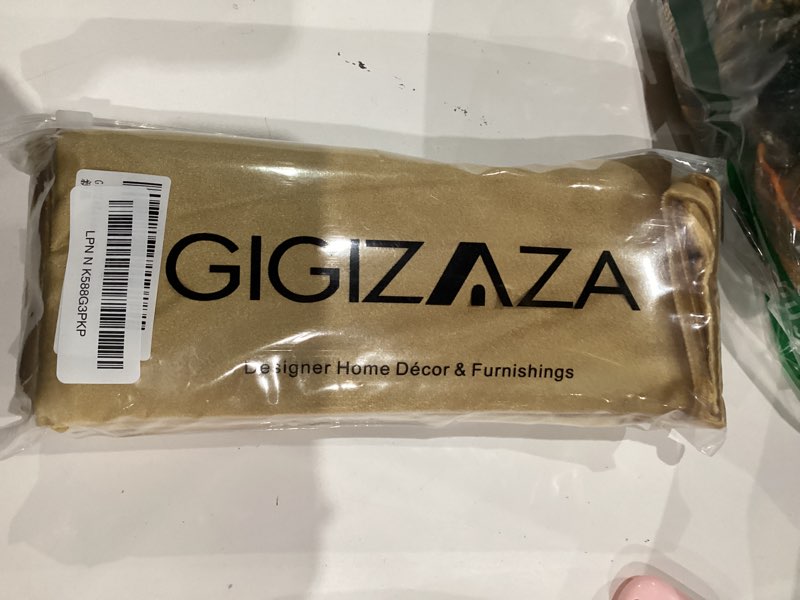 GIGIZAZA
Designer Home Décor & Furnishings
LPN N K588G3PKP